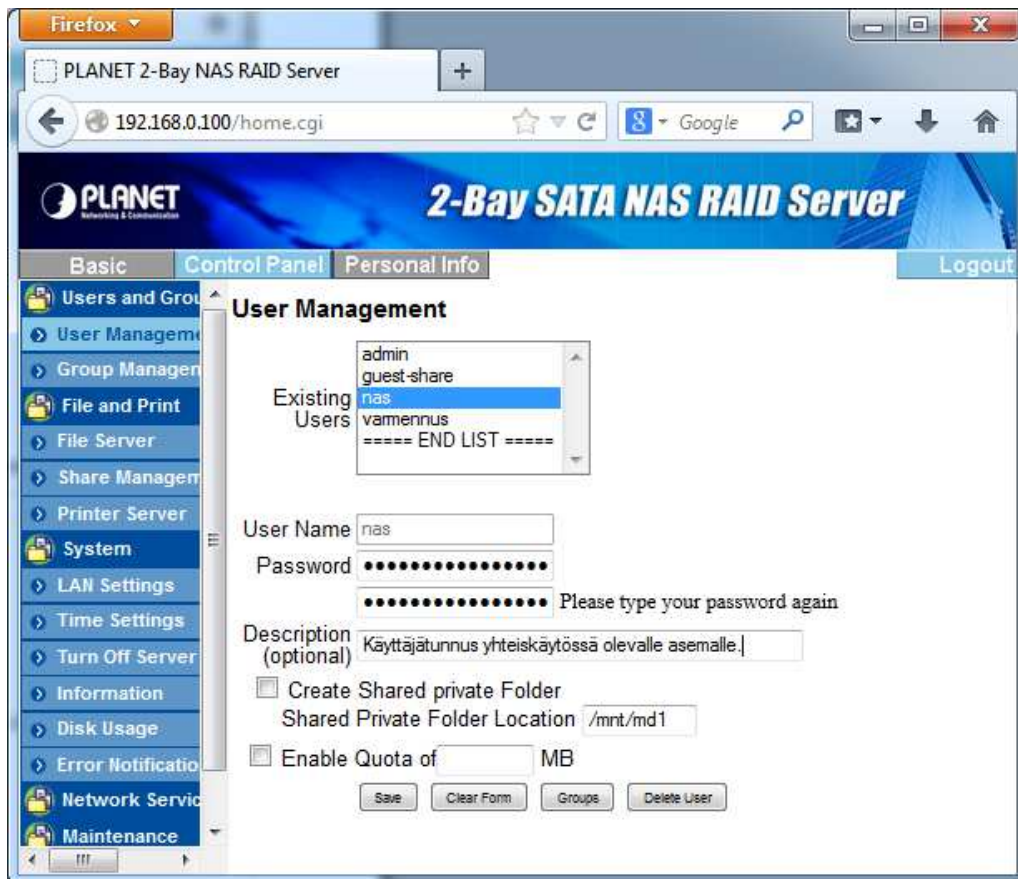 Firefox
PLANET 2-Bay NAS RAID Server
192.168.0.100/home.cgi
Google
PLANET
Networking & Communication
2-Bay SATA NAS RAID Server
Basic
Control Panel
Personal Info
Logout
Users and Grou
User Manageme
Group Managen
File and Print
File Server
Share Managem
Printer Server
System
LAN Settings
Time Settings
Turn Off Server
Information
Disk Usage
Error Notificatio
Network Servic
Maintenance
User Management
Existing
Users
admin
guest-share
nas
varmennus
===== END LIST =====
User Name nas
Password ••••••••••••••••
•••••••••••••••• Please type your password again
Description
(optional)
Käyttäjätunnus yhteiskäytössä olevalle asemalle.
Create Shared private Folder
Shared Private Folder Location /mnt/md1
Enable Quota of MB
Save Clear Form Groups Delete User